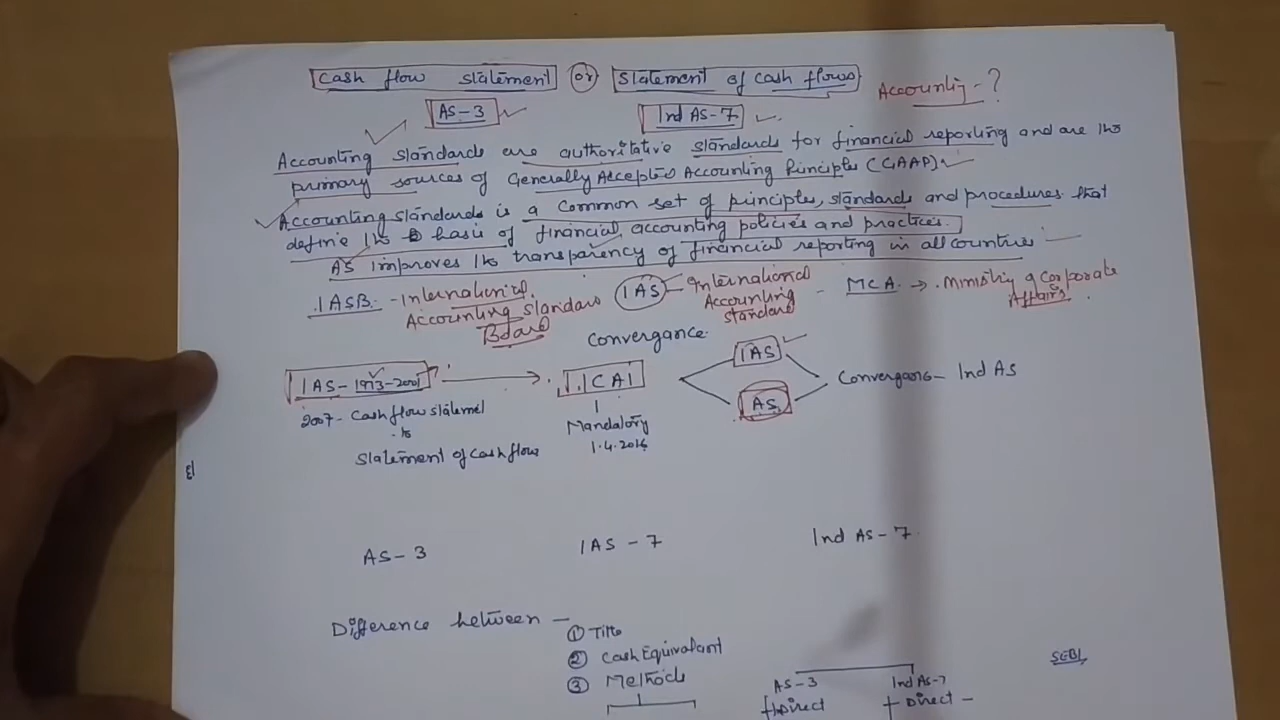 Cash flow statement or Statement of Cash flows
Accounting - ?
AS-3 Ind AS-7
Accounting standards are authoritative standards for financial reporting and are the
primary sources of Generally Accepted Accounting Principles (GAAP)
Accounting standards is a common set of principles, standards and procedures that
define the basis of financial accounting policies and practices.
AS improves the transparency of financial reporting in all countries
IASB - International
Accounting Standard
Board
IAS - International
Accounting
Standard
- MCA → Ministry of Corporate
Affairs
Convergance
IAS - 1973-2001 → ICAI
IAS
AS
Convergans - Ind AS
2007 - Cash flow statement
to
Statement of cash flow
Mandatory
1.4.2016
AS-3 IAS-7 Ind AS-7
Difference between -
① Title
② Cash Equivalent
③ Methods
AS-3 Ind AS-7
Direct Direct -
SEBI
13